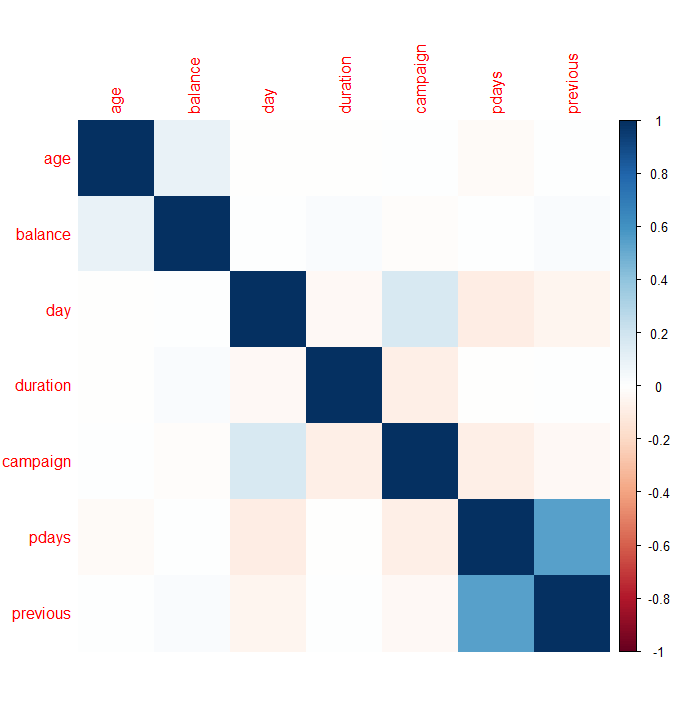 age
balance
day
duration
campaign
pdays
previous
age
balance
day
duration
campaign
pdays
previous
1
0.8
0.6
0.4
0.2
0
-0.2
-0.4
-0.6
-0.8
-1